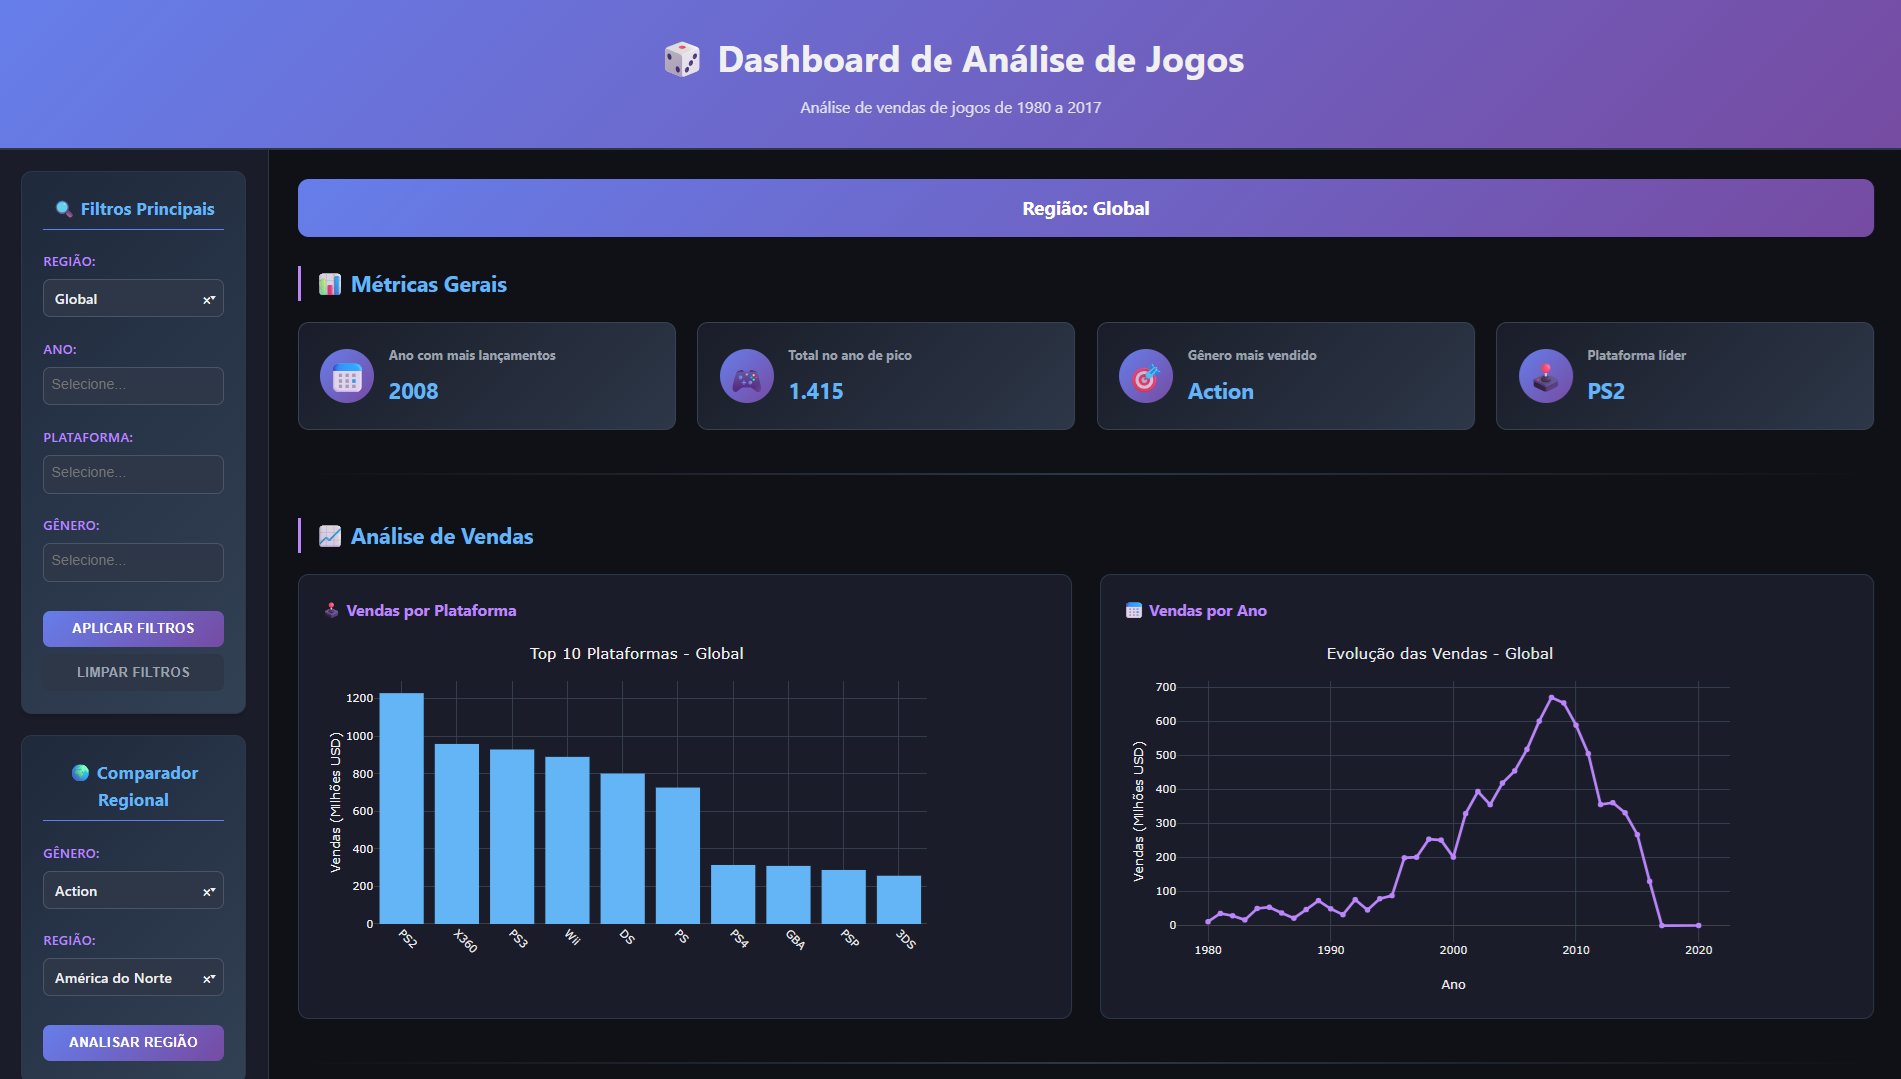 Dashboard de Análise de Jogos
Análise de vendas de jogos de 1980 a 2017
Filtros Principais
REGIÃO:
Global
ANO:
Selecione...
PLATAFORMA:
Selecione...
GÊNERO:
Selecione...
APLICAR FILTROS
LIMPAR FILTROS
Comparador
Regional
GÊNERO:
Action
REGIÃO:
América do Norte
ANALISAR REGIÃO
Região: Global
Métricas Gerais
Ano com mais lançamentos
2008
Total no ano de pico
1.415
Gênero mais vendido
Action
Plataforma líder
PS2
Análise de Vendas
Vendas por Plataforma
Top 10 Plataformas - Global
Vendas (Milhões USD)
1200
1000
800
600
400
200
0
PS2
X360
PS3
Wii
DS
PS
PS4
GBA
PSP
3DS
Vendas por Ano
Evolução das Vendas - Global
Vendas (Milhões USD)
700
600
500
400
300
200
100
0
1980
1990
2000
2010
2020
Ano